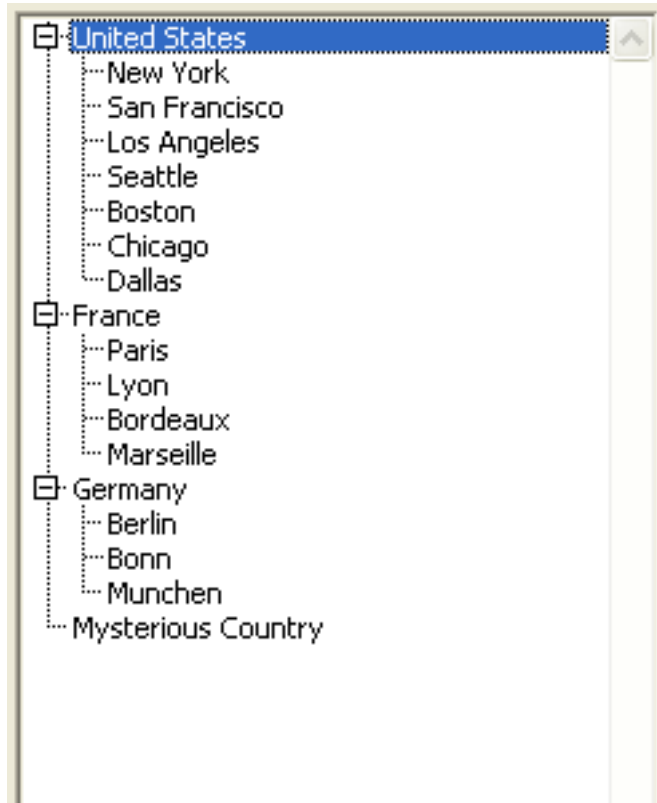 United States
New York
San Francisco
Los Angeles
Seattle
Boston
Chicago
Dallas
France
Paris
Lyon
Bordeaux
Marseille
Germany
Berlin
Bonn
Munchen
Mysterious Country